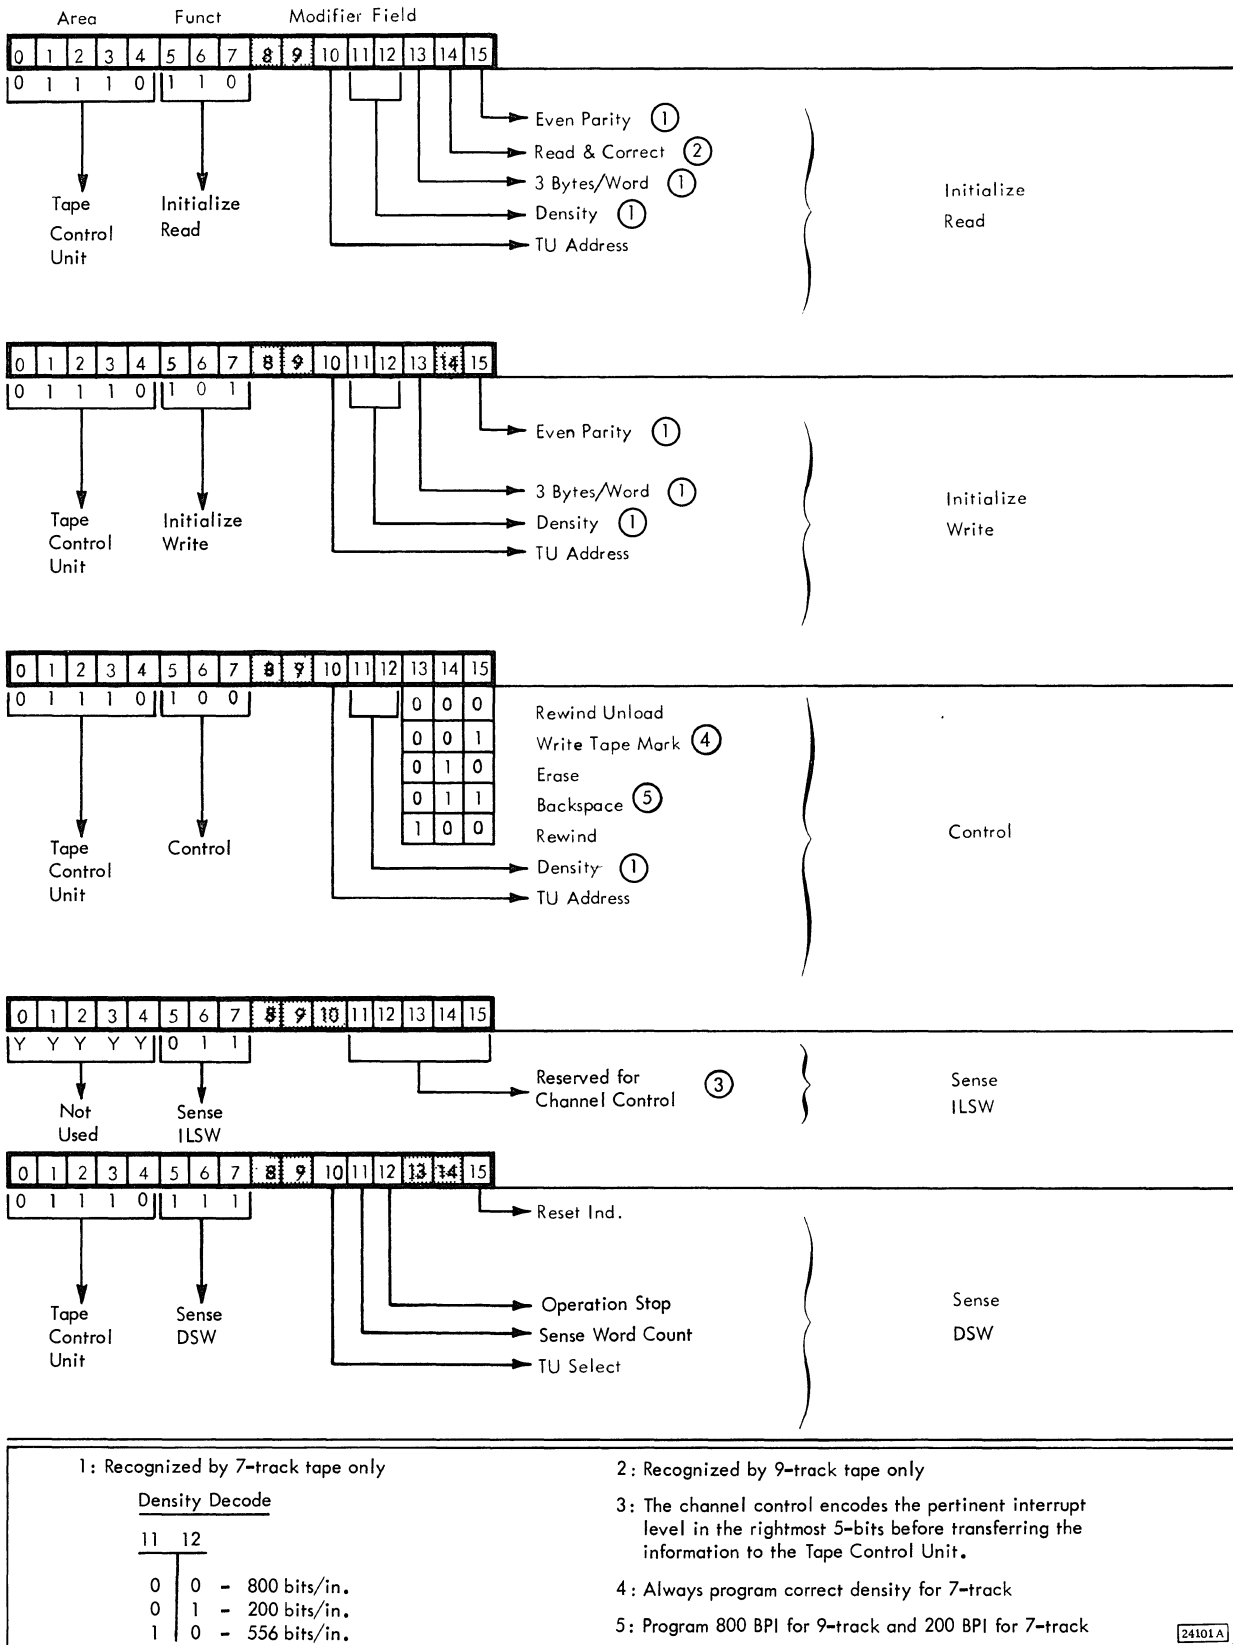 Area Funct Modifier Field
0 1 2 3 4 5 6 7 8 9 10 11 12 13 14 15
0 1 1 1 0 1 1 0
Even Parity 1
Read & Correct 2
3 Bytes/Word 1
Density 1
TU Address
Tape
Control
Unit
Initialize
Read
Initialize
Read
0 1 2 3 4 5 6 7 8 9 10 11 12 13 14 15
0 1 1 1 0 1 0 1
Even Parity 1
3 Bytes/Word 1
Density 1
TU Address
Tape
Control
Unit
Initialize
Write
Initialize
Write
0 1 2 3 4 5 6 7 8 9 10 11 12 13 14 15
0 1 1 1 0 1 0 0
0 0 0 Rewind Unload
0 0 1 Write Tape Mark 4
0 1 0 Erase
0 1 1 Backspace 5
1 0 0 Rewind
Density 1
TU Address
Tape
Control
Unit
Control
Control
0 1 2 3 4 5 6 7 8 9 10 11 12 13 14 15
Y Y Y Y Y 0 1 1
Reserved for
Channel Control 3
Not
Used
Sense
ILSW
Sense
ILSW
0 1 2 3 4 5 6 7 8 9 10 11 12 13 14 15
0 1 1 1 0 1 1 1
Reset Ind.
Operation Stop
Sense Word Count
TU Select
Tape
Control
Unit
Sense
DSW
Sense
DSW
1: Recognized by 7-track tape only
Density Decode
11 12
0 0 - 800 bits/in.
0 1 - 200 bits/in.
1 0 - 556 bits/in.
2: Recognized by 9-track tape only
3: The channel control encodes the pertinent interrupt
level in the rightmost 5-bits before transferring the
information to the Tape Control Unit.
4: Always program correct density for 7-track
5: Program 800 BPI for 9-track and 200 BPI for 7-track
24101A